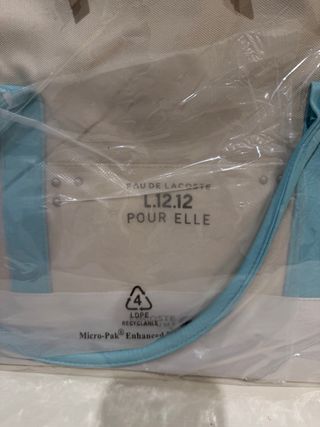 EAU DE LACOSTE
L.12.12
POUR ELLE
4
LDPE
RECYCLABLE
Micro-Pak® Enhanced